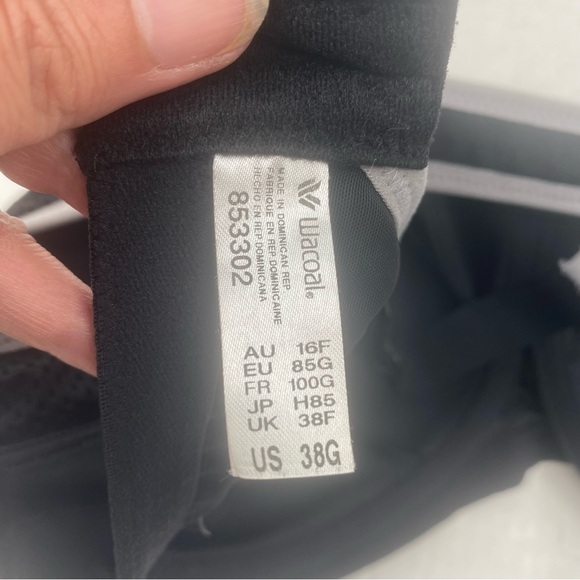 Wacoal®
MADE IN DOMINICAN REP
FABRIQUE EN REP.DOMINICAINE
HECHO EN REP.DOMINICANA
853302
AU 16F
EU 85G
FR 100G
JP H85
UK 38F
US 38G